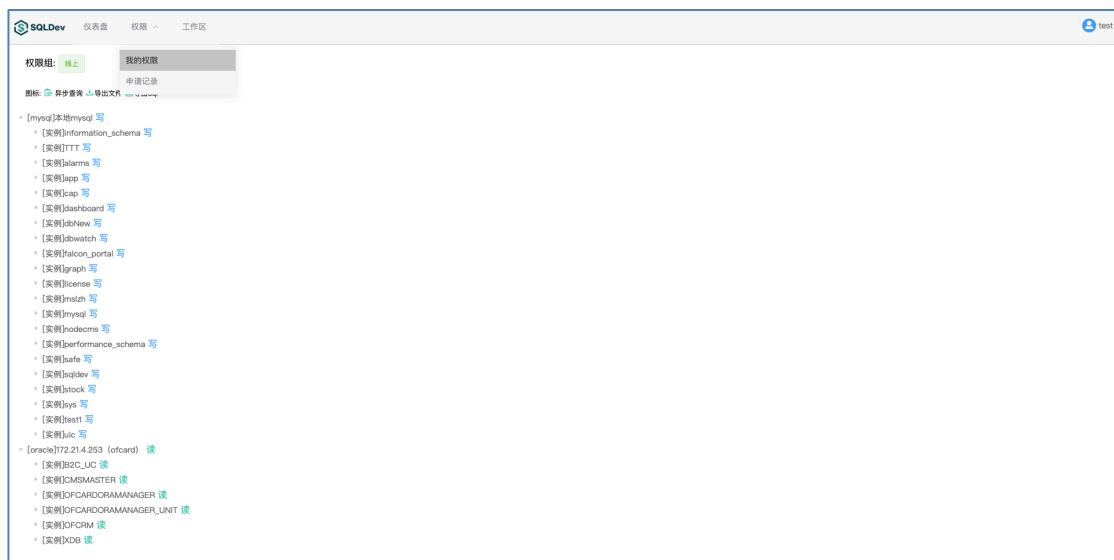 SQLDev 仪表盘 权限 工作区 test
权限组: 线上
我的权限
申请记录
图标: 异步查询 导出文件
[mysql]本地mysql 写
[实例]information_schema 写
[实例]TTT 写
[实例]alarms 写
[实例]app 写
[实例]cap 写
[实例]dashboard 写
[实例]dbNew 写
[实例]dbwatch 写
[实例]falcon_portal 写
[实例]graph 写
[实例]license 写
[实例]mslzh 写
[实例]mysql 写
[实例]nodecms 写
[实例]performance_schema 写
[实例]safe 写
[实例]sqldev 写
[实例]stock 写
[实例]sys 写
[实例]test1 写
[实例]uic 写
[oracle]172.21.4.253（ofcard） 读
[实例]B2C_UC 读
[实例]CMSMASTER 读
[实例]OFCARDORAMANAGER 读
[实例]OFCARDORAMANAGER_UNIT 读
[实例]OFCRM 读
[实例]XDB 读